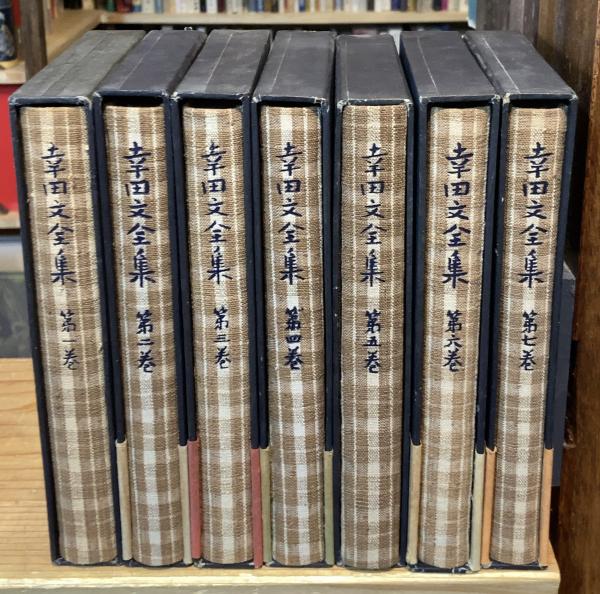 幸田文全集 第一巻
幸田文全集 第二巻
幸田文全集 第三巻
幸田文全集 第四巻
幸田文全集 第五巻
幸田文全集 第六巻
幸田文全集 第七巻